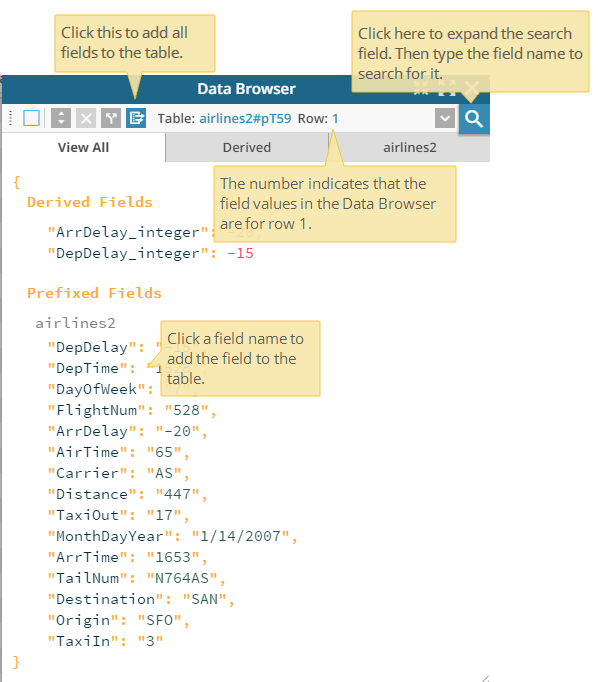 Click this to add all
fields to the table.
Click here to expand the search
field. Then type the field name to
search for it.
Data Browser
Table: airlines2#pT59 Row: 1
View All
Derived
airlines2
The number indicates that the
field values in the Data Browser
are for row 1.
{
Derived Fields
"ArrDelay_integer":
"DepDelay_integer": -15
Prefixed Fields
airlines2
Click a field name to
add the field to the
table.
"DepDelay":
"DepTime":
"DayOfWeek":
"FlightNum": "528",
"ArrDelay": "-20",
"AirTime": "65",
"Carrier": "AS",
"Distance": "447",
"TaxiOut": "17",
"MonthDayYear": "1/14/2007",
"ArrTime": "1653",
"TailNum": "N764AS",
"Destination": "SAN",
"Origin": "SFO",
"TaxiIn": "3"
}